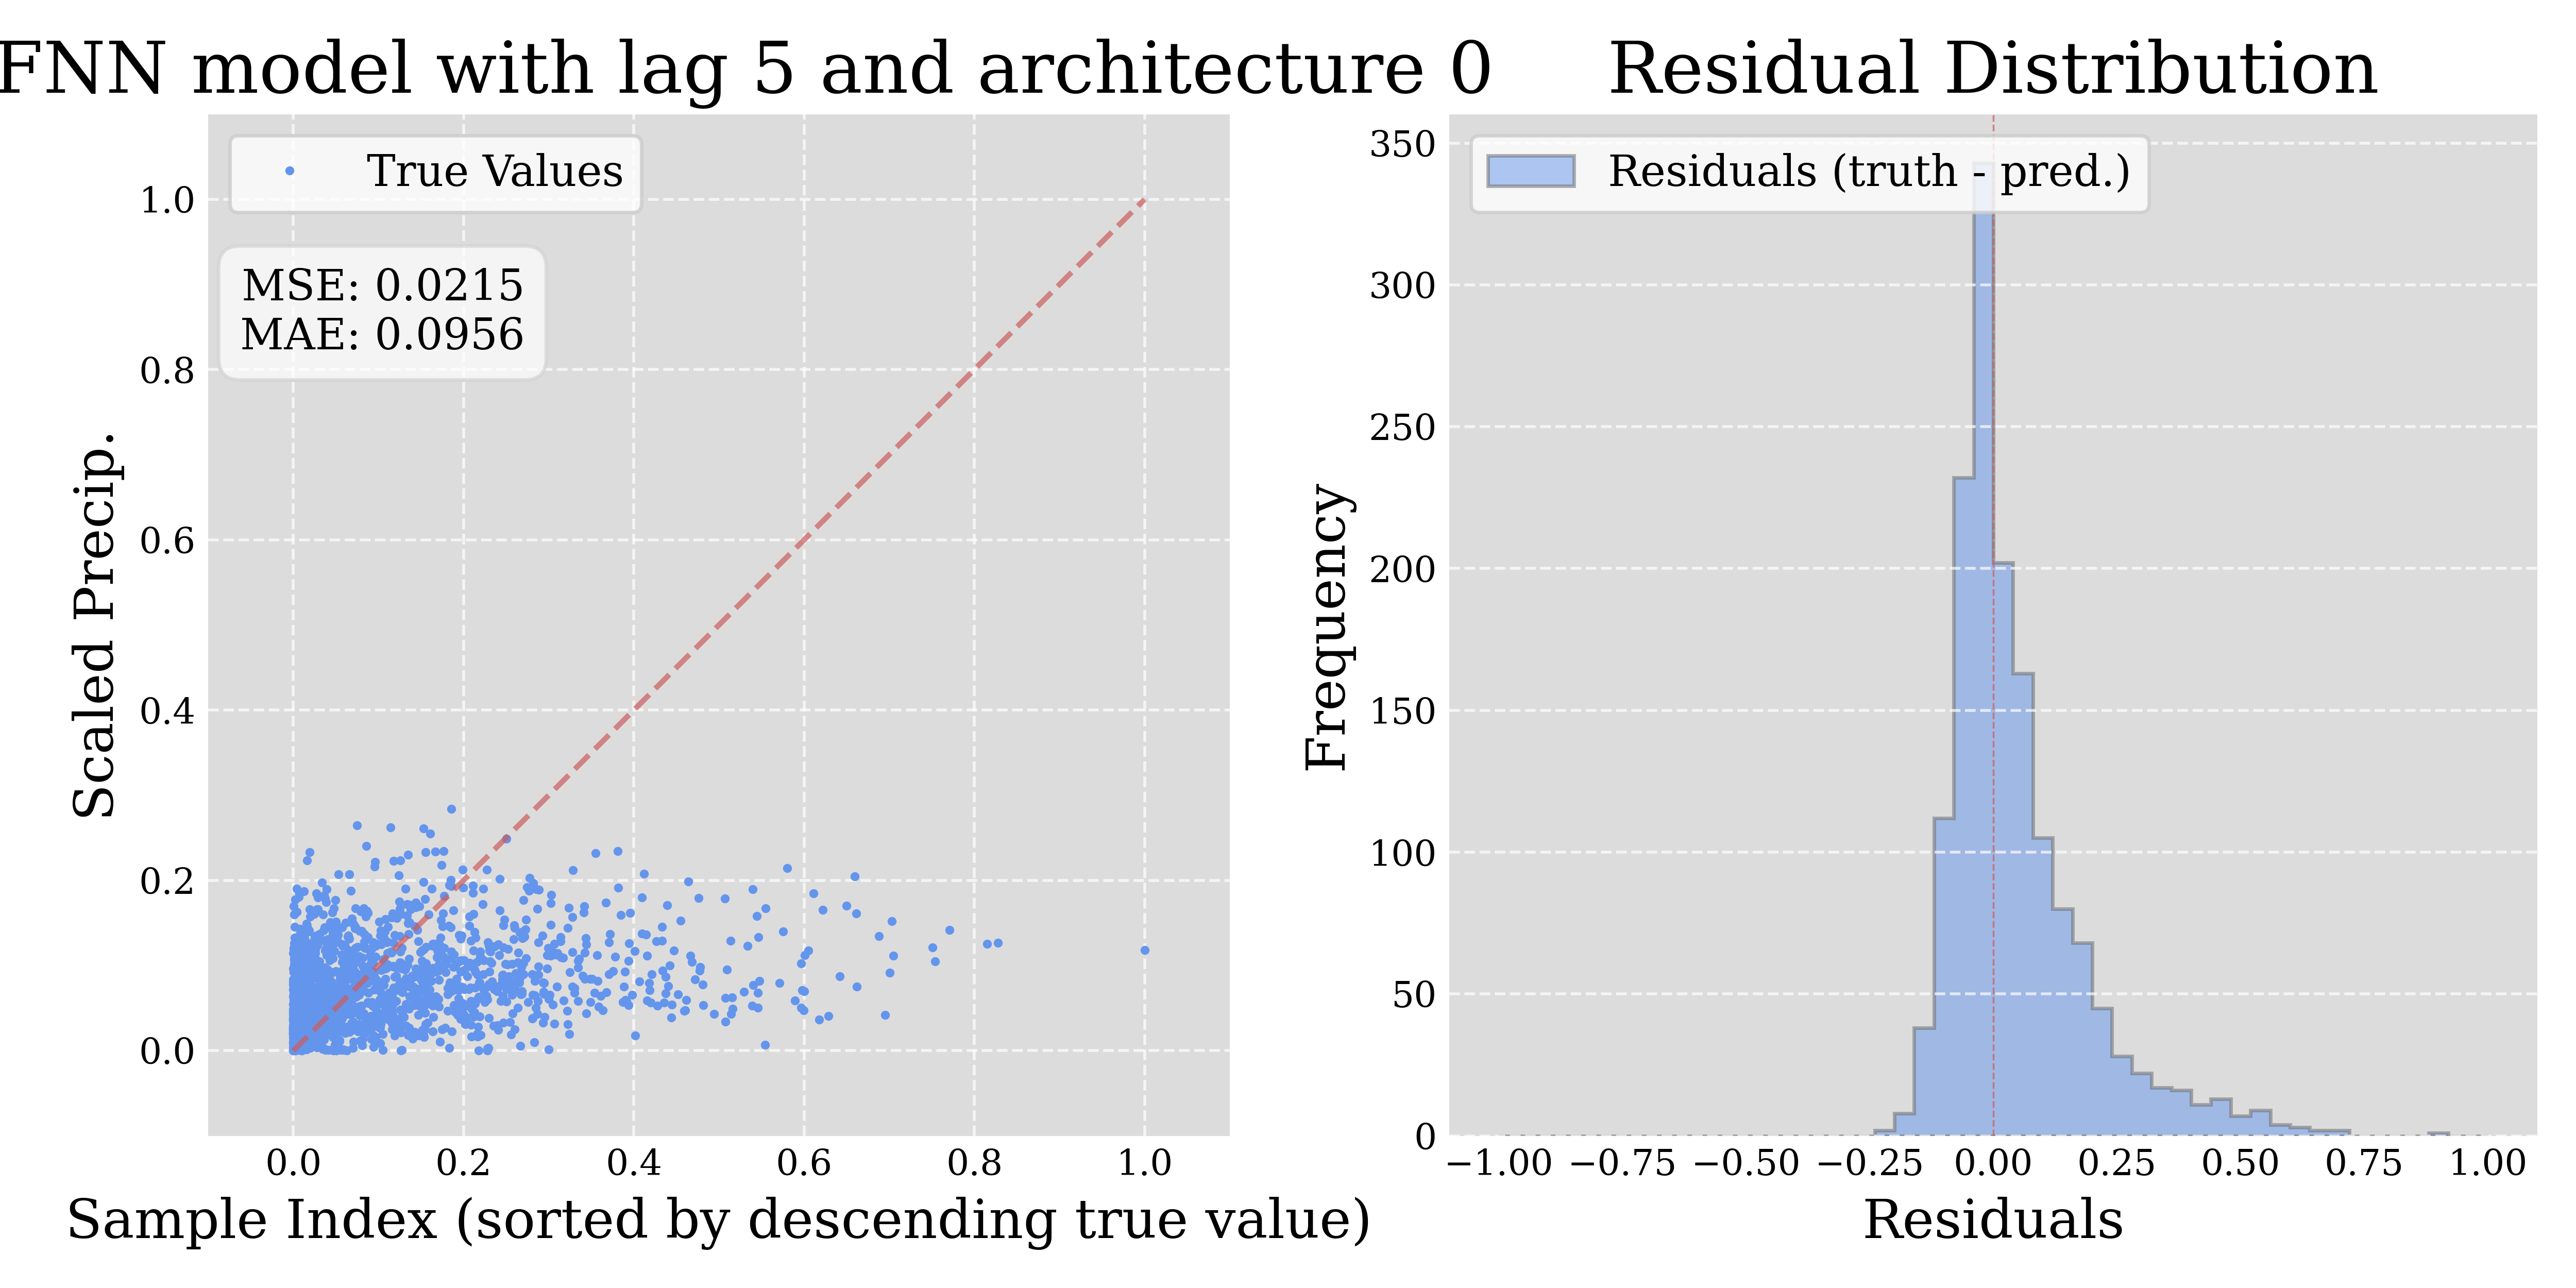 FNN model with lag 5 and architecture 0
True Values
MSE: 0.0215
MAE: 0.0956
Scaled Precip.
1.0
0.8
0.6
0.4
0.2
0.0
0.0 0.2 0.4 0.6 0.8 1.0
Sample Index (sorted by descending true value)
Residual Distribution
Residuals (truth - pred.)
Frequency
350
300
250
200
150
100
50
0
−1.00 −0.75 −0.50 −0.25 0.00 0.25 0.50 0.75 1.00
Residuals